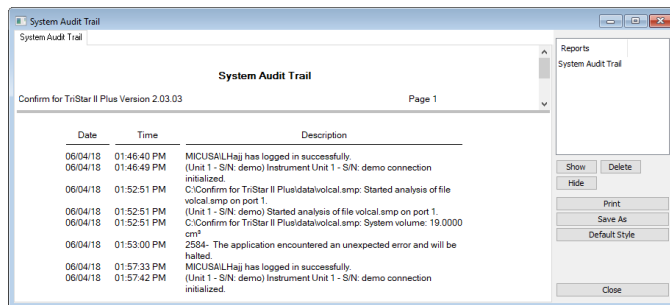 System Audit Trail
System Audit Trail
System Audit Trail
Confirm for TriStar II Plus Version 2.03.03 Page 1
Date Time Description
06/04/18 01:46:40 PM MICUSA\LHajj has logged in successfully.
06/04/18 01:46:49 PM (Unit 1 - S/N: demo) Instrument Unit 1 - S/N: demo connection
initialized.
06/04/18 01:52:51 PM C:\Confirm for TriStar II Plus\data\volcal.smp: Started analysis of file
volcal.smp on port 1.
06/04/18 01:52:51 PM (Unit 1 - S/N: demo) Started analysis of file volcal.smp on port 1.
06/04/18 01:52:51 PM C:\Confirm for TriStar II Plus\data\volcal.smp: System volume: 19.0000
cm³
06/04/18 01:53:00 PM 2584- The application encountered an unexpected error and will be
halted.
06/04/18 01:57:33 PM MICUSA\LHajj has logged in successfully.
06/04/18 01:57:42 PM (Unit 1 - S/N: demo) Instrument Unit 1 - S/N: demo connection
initialized.
Reports
System Audit Trail
Show Delete
Hide
Print
Save As
Default Style
Close